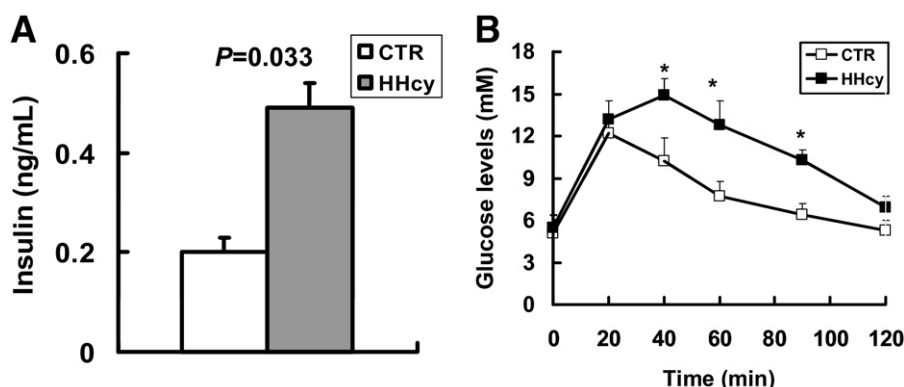 A
P=0.033
CTR
HHcy
Insulin (ng/mL)
0.6
0.4
0.2
0
B
CTR
HHcy
Glucose levels (mM)
18
15
12
9
6
3
0
* * *
0 20 40 60 80 100 120
Time (min)